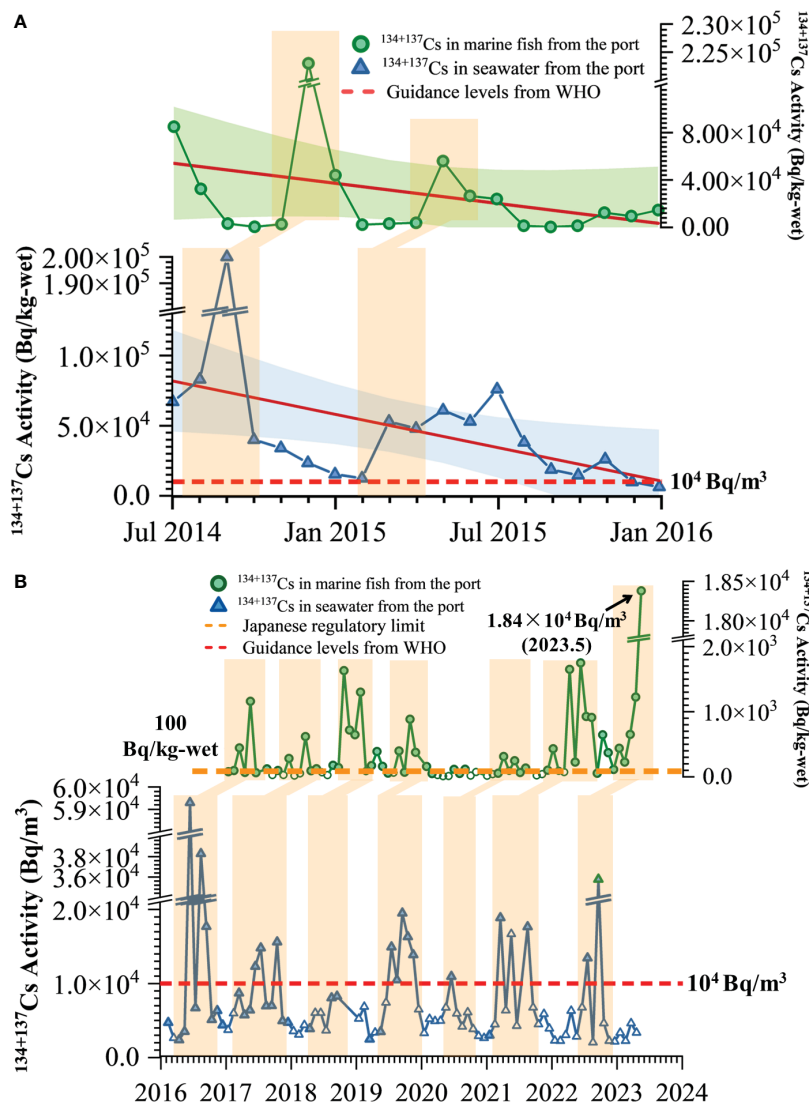 A
134+137Cs in marine fish from the port
134+137Cs in seawater from the port
Guidance levels from WHO
2.30×10^5
2.25×10^5
8.00×10^4
4.00×10^4
0.00
134+137Cs Activity (Bq/kg-wet)
134+137Cs Activity (Bq/kg-wet)
2.00×10^5
1.90×10^5
1.0×10^5
5.0×10^4
0.0
10^4 Bq/m^3
Jul 2014 Jan 2015 Jul 2015 Jan 2016
B
134+137Cs in marine fish from the port
134+137Cs in seawater from the port
Japanese regulatory limit
Guidance levels from WHO
1.84×10^4 Bq/m^3
(2023.5)
1.85×10^4
1.80×10^4
2.0×10^3
1.0×10^3
0.0
134+137Cs Activity (Bq/kg-wet)
100
Bq/kg-wet
134+137Cs Activity (Bq/m^3)
6.0×10^4
5.9×10^4
3.8×10^4
3.6×10^4
2.0×10^4
1.0×10^4
0.0
10^4 Bq/m^3
2016 2017 2018 2019 2020 2021 2022 2023 2024